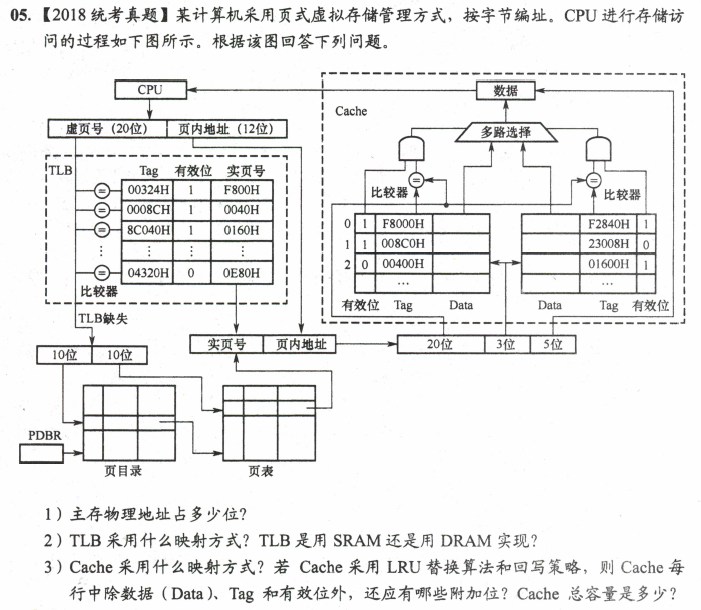 05.【2018 统考真题】某计算机采用页式虚拟存储管理方式，按字节编址。CPU 进行存储访
问的过程如下图所示。根据该图回答下列问题。
CPU
数据
Cache
虚页号（20位） 页内地址（12位）
多路选择
TLB
Tag 有效位 实页号
= 00324H 1 F800H
= 0008CH 1 0040H
= 8C040H 1 0160H
⋮ ⋮ ⋮
= 04320H 0 0E80H
比较器
比较器 = = 比较器
0 1 F8000H F2840H 1
1 1 008C0H 23008H 0
2 0 00400H 01600H 1
… …
有效位 Tag Data Data Tag 有效位
TLB缺失
实页号 页内地址 20位 3位 5位
10位 10位
PDBR
页目录 页表
1）主存物理地址占多少位？
2）TLB 采用什么映射方式？TLB 是用 SRAM 还是用 DRAM 实现？
3）Cache 采用什么映射方式？若 Cache 采用 LRU 替换算法和回写策略，则 Cache 每
行中除数据（Data）、Tag 和有效位外，还应有哪些附加位？Cache 总容量是多少？